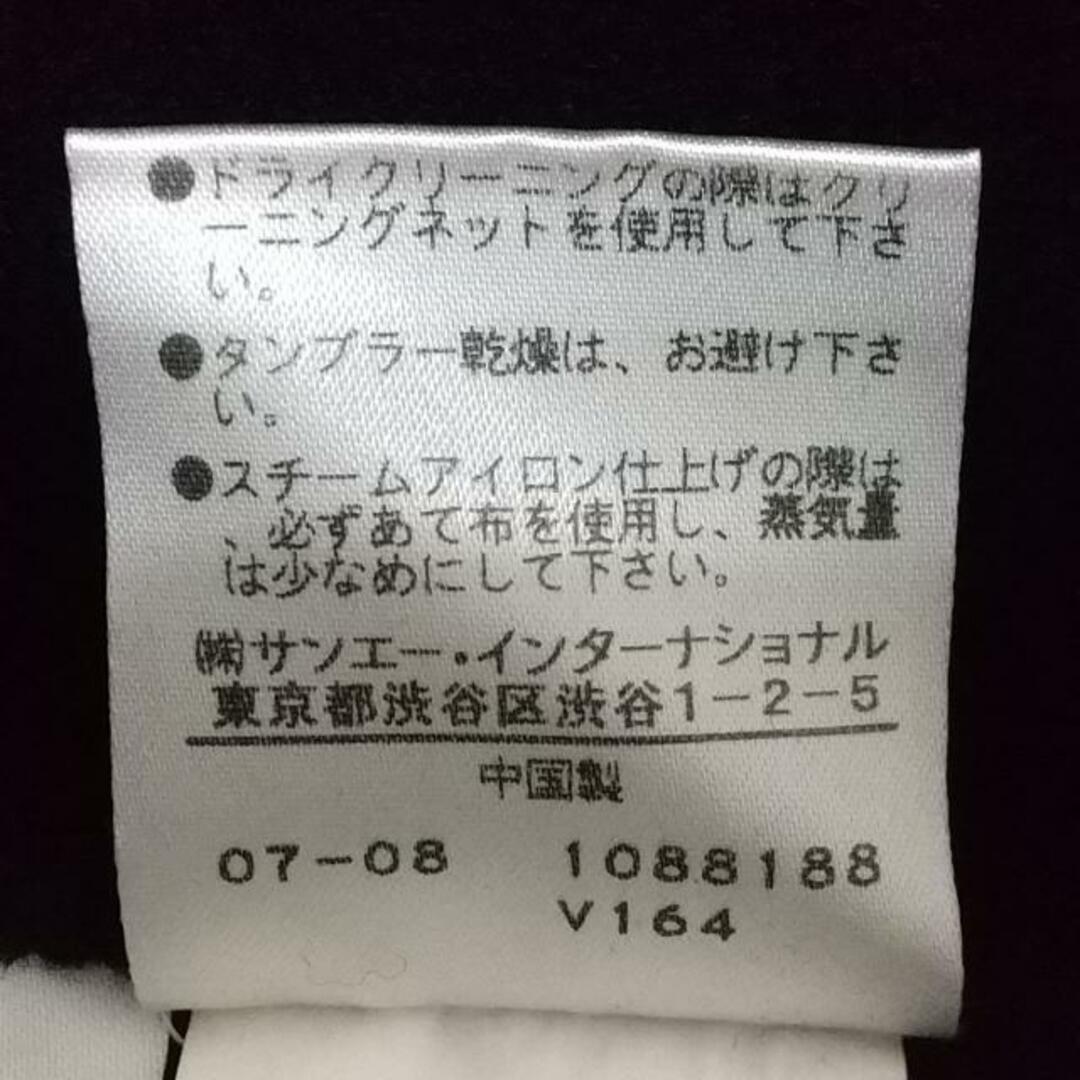 ●ドライクリーニングの際はクリ
ーニングネットを使用して下さ
い。
●タンブラー乾燥は、お避け下さ
い。
●スチームアイロン仕上げの際は
、必ずあて布を使用し、蒸気量
は少なめにして下さい。
㈱サンエー・インターナショナル
東京都渋谷区渋谷1-2-5
中国製
07-08 1088188
V164